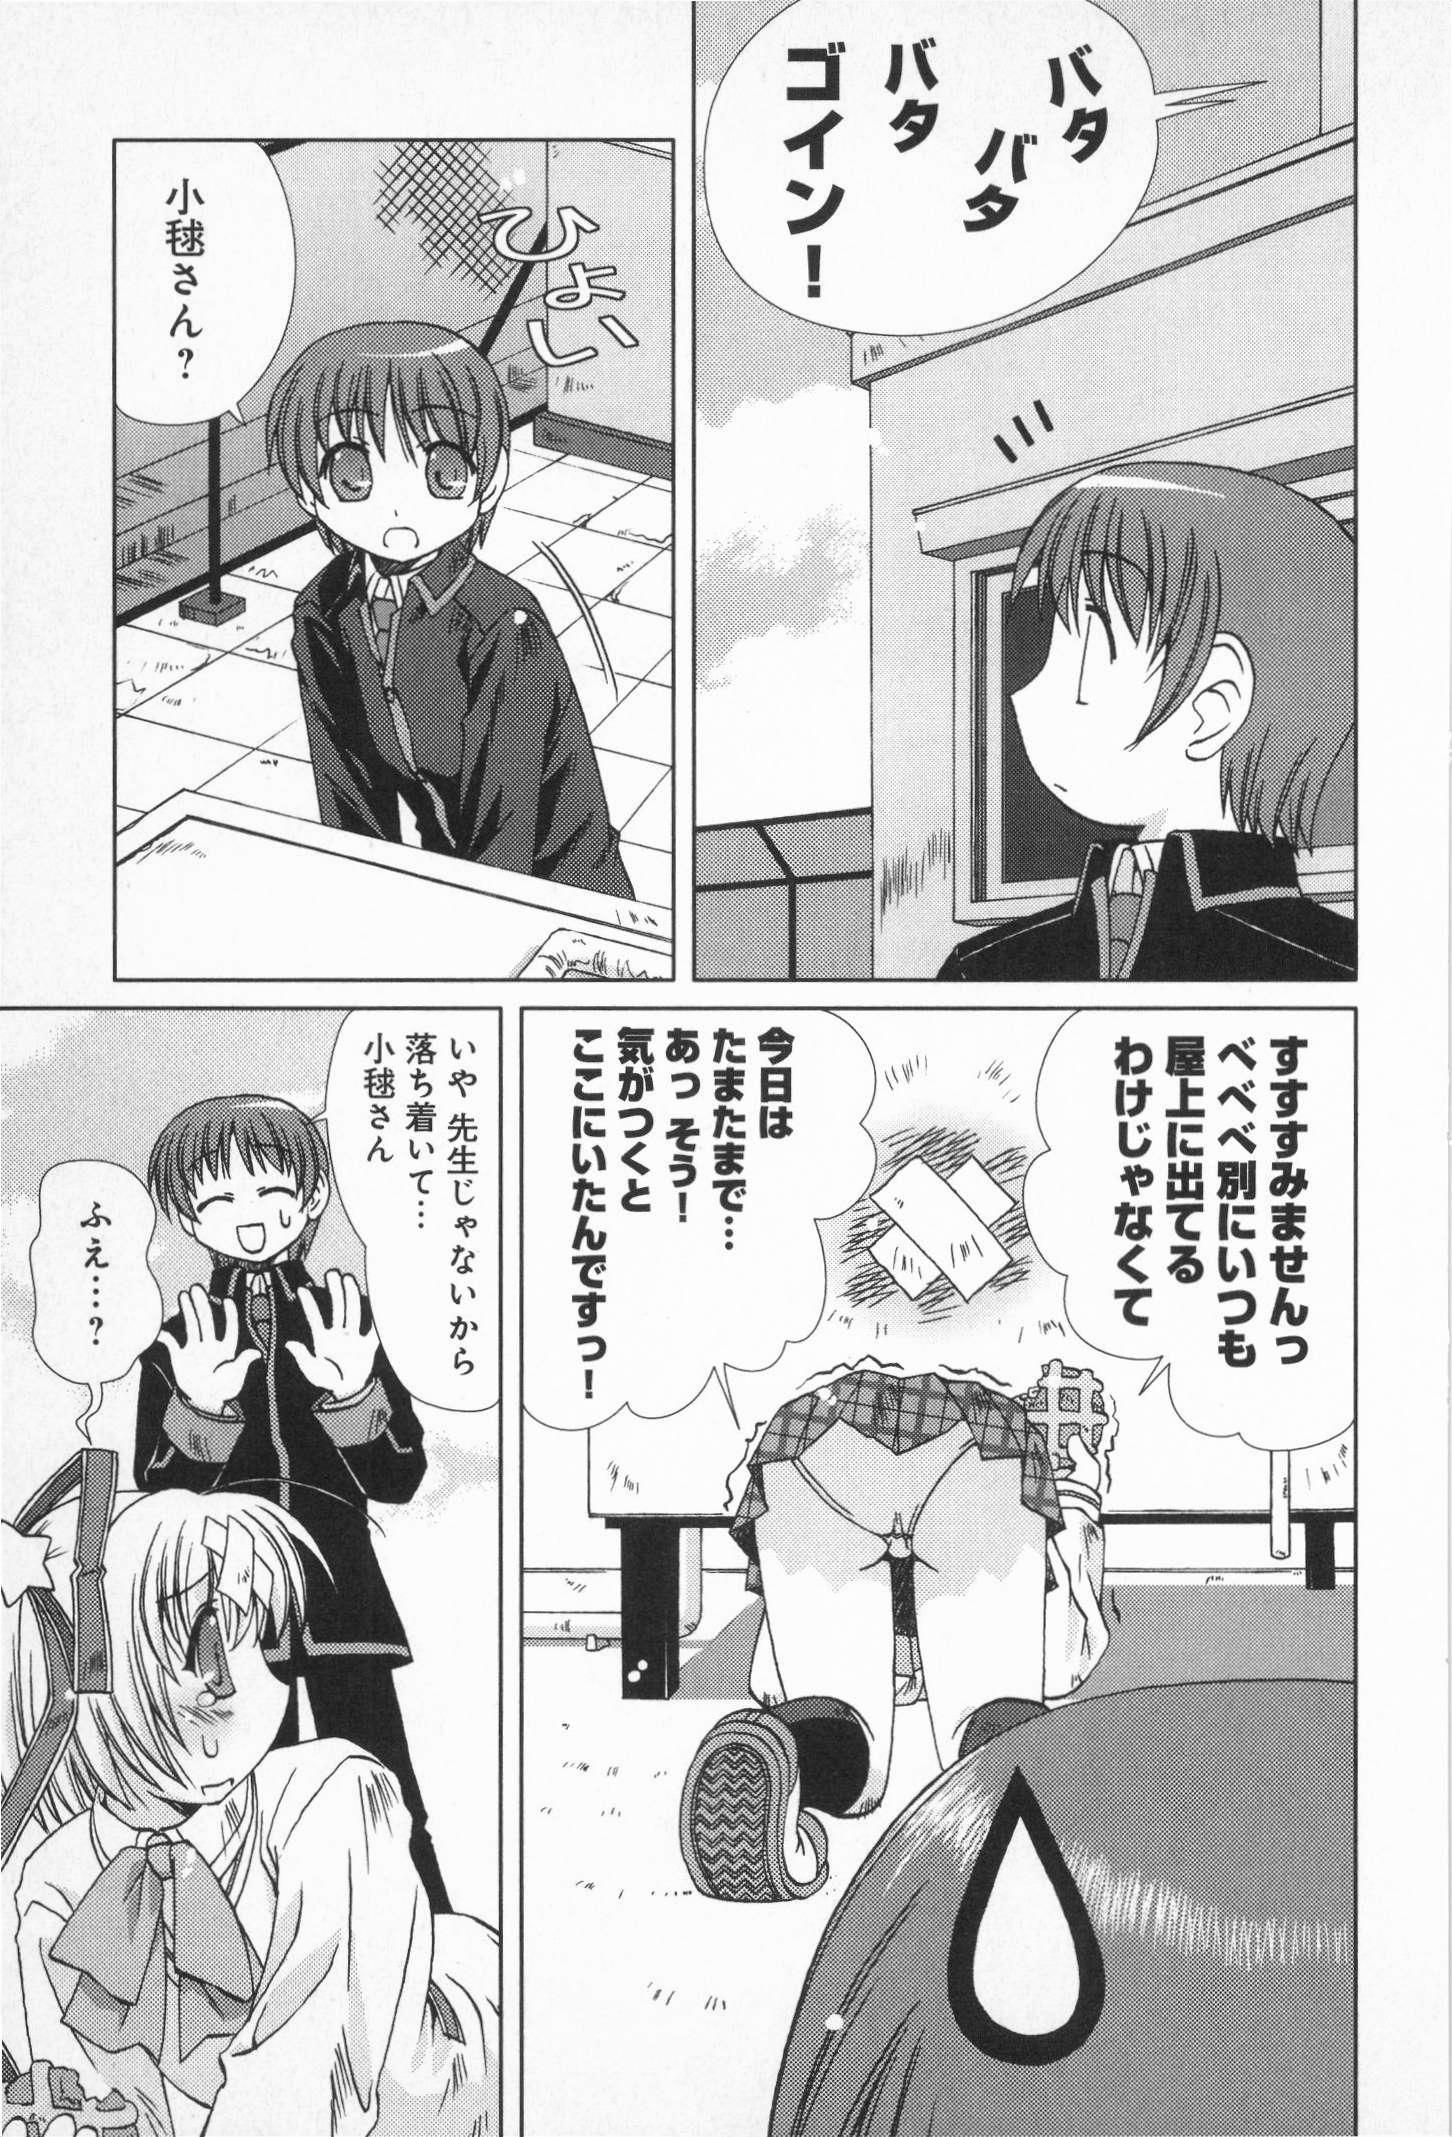 バタ
バタ
バタ
ゴイン！
ひょい
小毬さん？
すすすみませんっ
べべべ別にいつも
屋上に出てる
わけじゃなくて
今日は
たまたまで…
あっ そう！
気がつくと
ここにいたんですっ！
いや 先生じゃないから
落ち着いて…
小毬さん
ふぇ…？